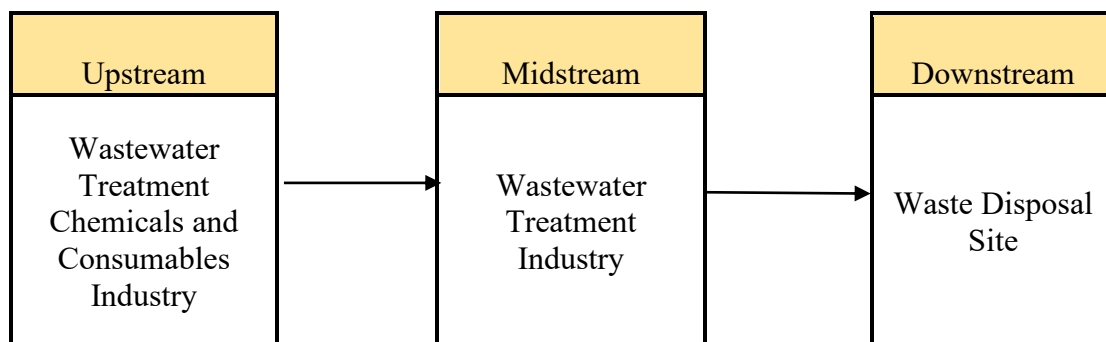 Upstream
Wastewater
Treatment
Chemicals and
Consumables
Industry
Midstream
Wastewater
Treatment
Industry
Downstream
Waste Disposal
Site